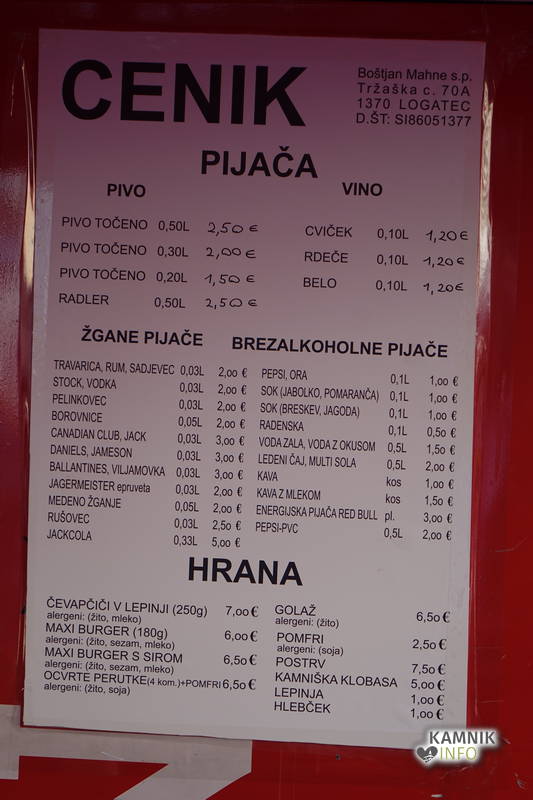 CENIK
Boštjan Mahne s.p.
Tržaška c. 70A
1370 LOGATEC
D.ŠT: SI86051377
PIJAČA
PIVO
PIVO TOČENO 0,50L 2,50 €
PIVO TOČENO 0,30L 2,00 €
PIVO TOČENO 0,20L 1,50 €
RADLER 0,50L 2,50 €
VINO
CVIČEK 0,10L 1,20 €
RDEČE 0,10L 1,20 €
BELO 0,10L 1,20 €
ŽGANE PIJAČE
TRAVARICA, RUM, SADJEVEC 0,03L 2,00 €
STOCK, VODKA 0,03L 2,00 €
PELINKOVEC 0,03L 2,00 €
BOROVNICE 0,05L 2,00 €
CANADIAN CLUB, JACK 0,03L 3,00 €
DANIELS, JAMESON 0,03L 3,00 €
BALLANTINES, VILJAMOVKA 0,03L 3,00 €
JAGERMEISTER epruveta 0,03L 2,00 €
MEDENO ŽGANJE 0,05L 2,00 €
RUŠOVEC 0,03L 2,50 €
JACKCOLA 0,33L 5,00 €
BREZALKOHOLNE PIJAČE
PEPSI, ORA 0,1L 1,00 €
SOK (JABOLKO, POMARANČA) 0,1L 1,00 €
SOK (BRESKEV, JAGODA) 0,1L 1,00 €
RADENSKA 0,1L 0,50 €
VODA ZALA, VODA Z OKUSOM 0,5L 1,50 €
LEDENI ČAJ, MULTI SOLA 0,5L 2,00 €
KAVA kos 1,00 €
KAVA Z MLEKOM kos 1,50 €
ENERGIJSKA PIJAČA RED BULL pl. 3,00 €
PEPSI-PVC 0,5L 2,00 €
HRANA
ČEVAPČIČI V LEPINJI (250g) 7,00 €
alergeni: (žito, mleko)
MAXI BURGER (180g) 6,00 €
alergeni: (žito, sezam, mleko)
MAXI BURGER S SIROM 6,50 €
alergeni: (žito, sezam, mleko)
OCVRTE PERUTKE(4 kom.)+POMFRI 6,50 €
alergeni: (žito, soja)
GOLAŽ 6,50 €
alergeni: (žito)
POMFRI 2,50 €
alergeni: (soja)
POSTRV 7,50 €
KAMNIŠKA KLOBASA 5,00 €
LEPINJA 1,00 €
HLEBČEK 1,00 €
KAMNIK
INFO